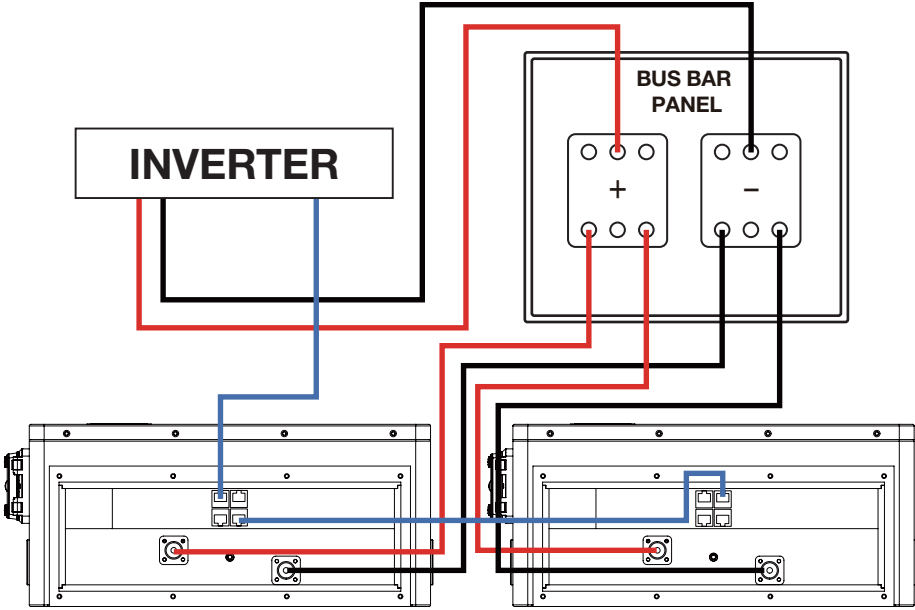 BUS BAR
PANEL
INVERTER
+
−